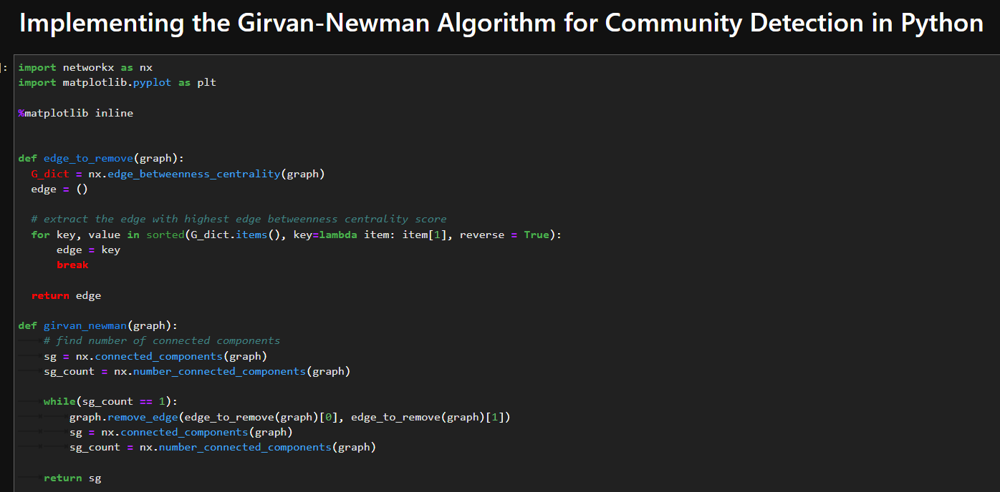 Implementing the Girvan-Newman Algorithm for Community Detection in Python
]:
import networkx as nx
import matplotlib.pyplot as plt
%matplotlib inline
def edge_to_remove(graph):
G_dict = nx.edge_betweenness_centrality(graph)
edge = ()
# extract the edge with highest edge betweenness centrality score
for key, value in sorted(G_dict.items(), key=lambda item: item[1], reverse = True):
edge = key
break
return edge
def girvan_newman(graph):
# find number of connected components
sg = nx.connected_components(graph)
sg_count = nx.number_connected_components(graph)
while(sg_count == 1):
graph.remove_edge(edge_to_remove(graph)[0], edge_to_remove(graph)[1])
sg = nx.connected_components(graph)
sg_count = nx.number_connected_components(graph)
return sg